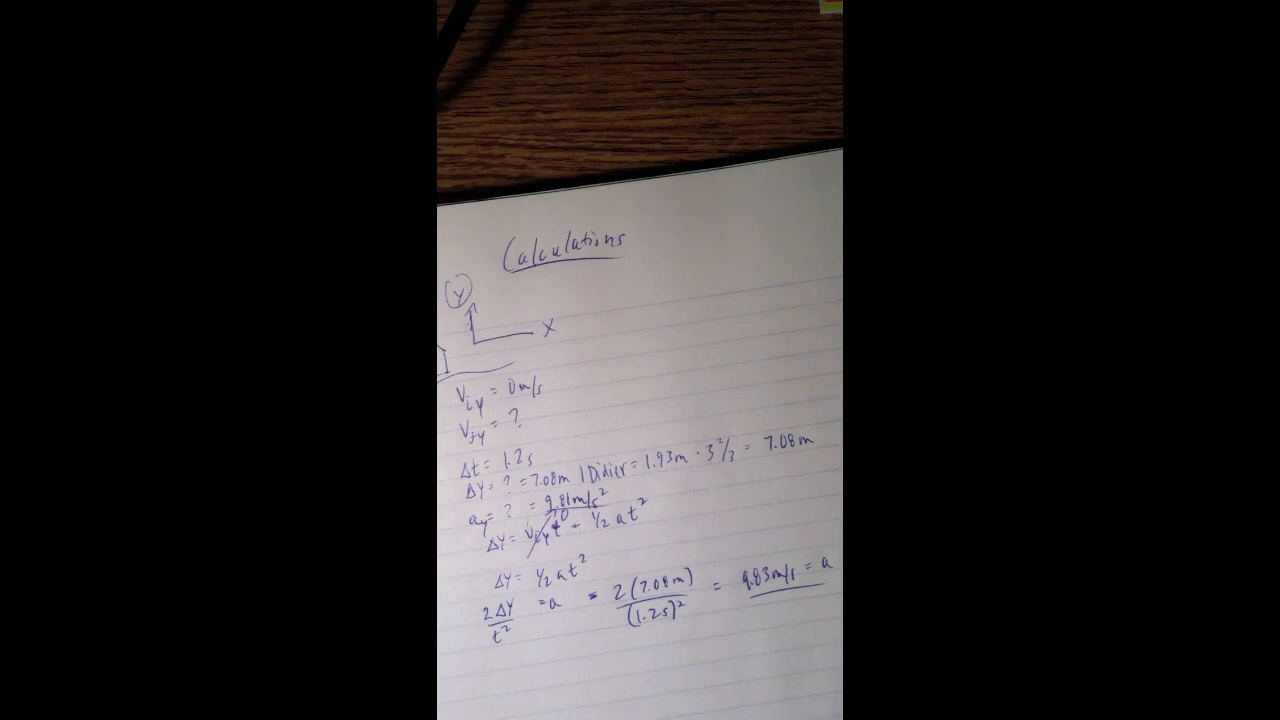 Calculations
Y
X
Viy = 0m/s
Vfy = ?
Δt = 1.2s
ΔY = ? = 7.08m 1 Didier = 1.93m · 3 2/3 = 7.08m
ay = ? = 9.81m/s²
ΔY = Viyt 0 + 1/2 at²
ΔY = 1/2 at²
2ΔY/t² = a = 2(7.08m)/(1.2s)² = 9.83m/s = a